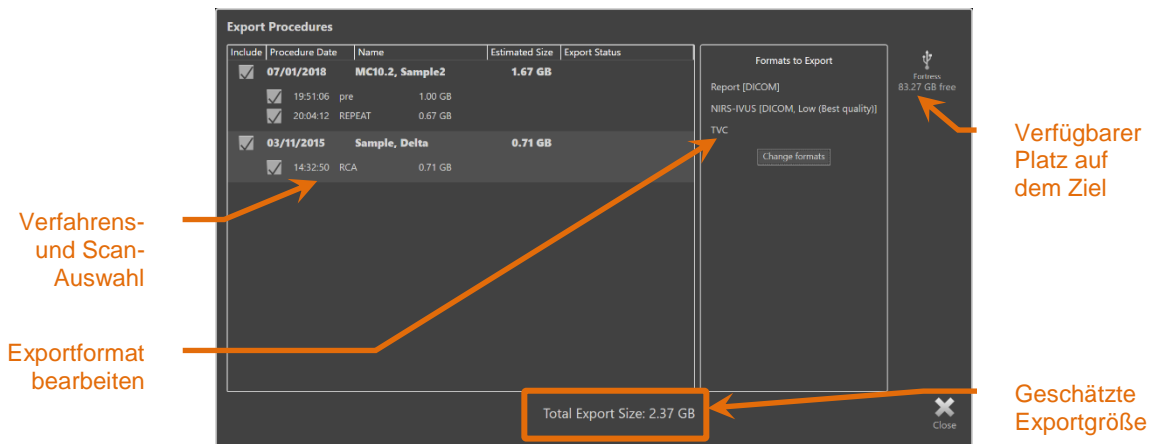 Export Procedures
Include Procedure Date Name Estimated Size Export Status
07/01/2018 MC10.2, Sample2 1.67 GB
19:51:06 pre 1.00 GB
20:04:12 REPEAT 0.67 GB
03/11/2015 Sample, Delta 0.71 GB
14:32:50 RCA 0.71 GB
Formats to Export
Report [DICOM]
NIRS-IVUS [DICOM, Low (Best quality)]
TVC
Change formats
Fortress
83.27 GB free
Total Export Size: 2.37 GB
Close
Verfahrens-
und Scan-
Auswahl
Exportformat
bearbeiten
Verfügbarer
Platz auf
dem Ziel
Geschätzte
Exportgröße